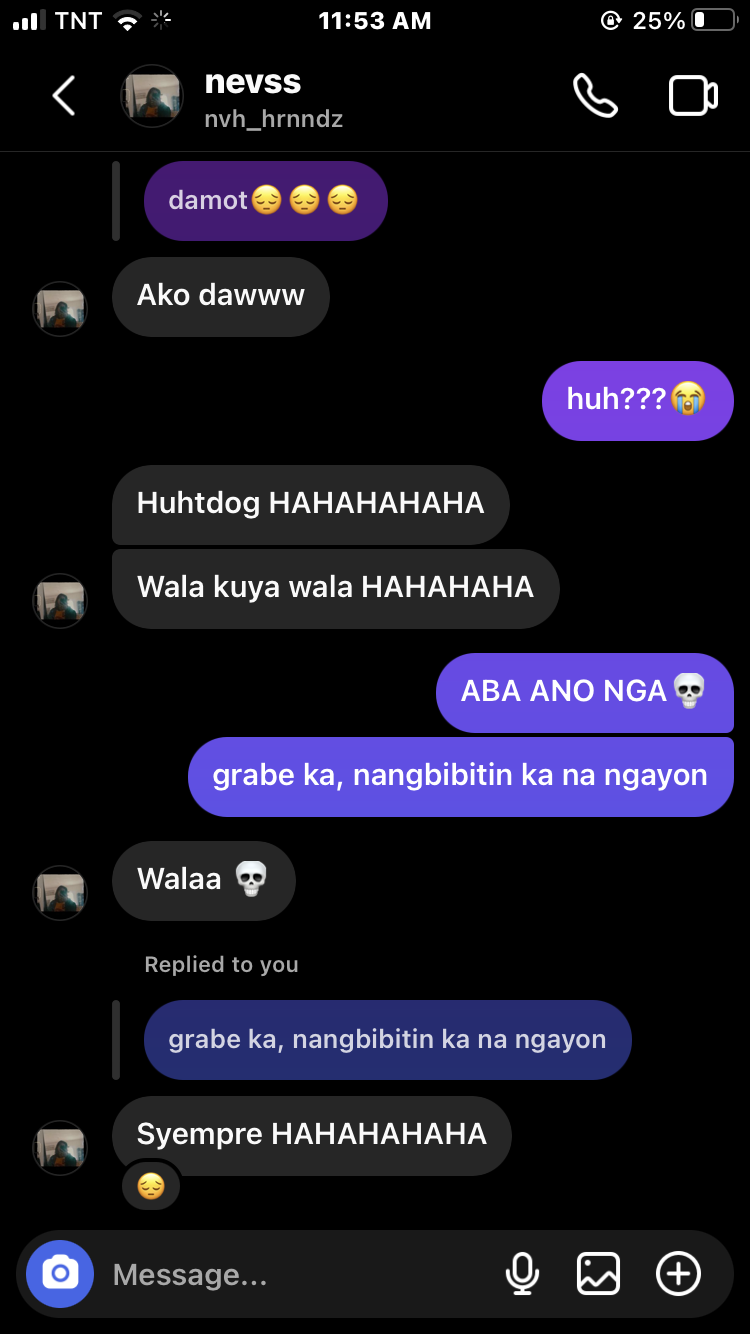 TNT 11:53 AM 25%
nevss
nvh_hrnndz
damot😔😔😔
Ako dawww
huh???😭
Huhtdog HAHAHAHAHA
Wala kuya wala HAHAHAHA
ABA ANO NGA💀
grabe ka, nangbibitin ka na ngayon
Walaa 💀
Replied to you
grabe ka, nangbibitin ka na ngayon
Syempre HAHAHAHAHA
😔
Message...